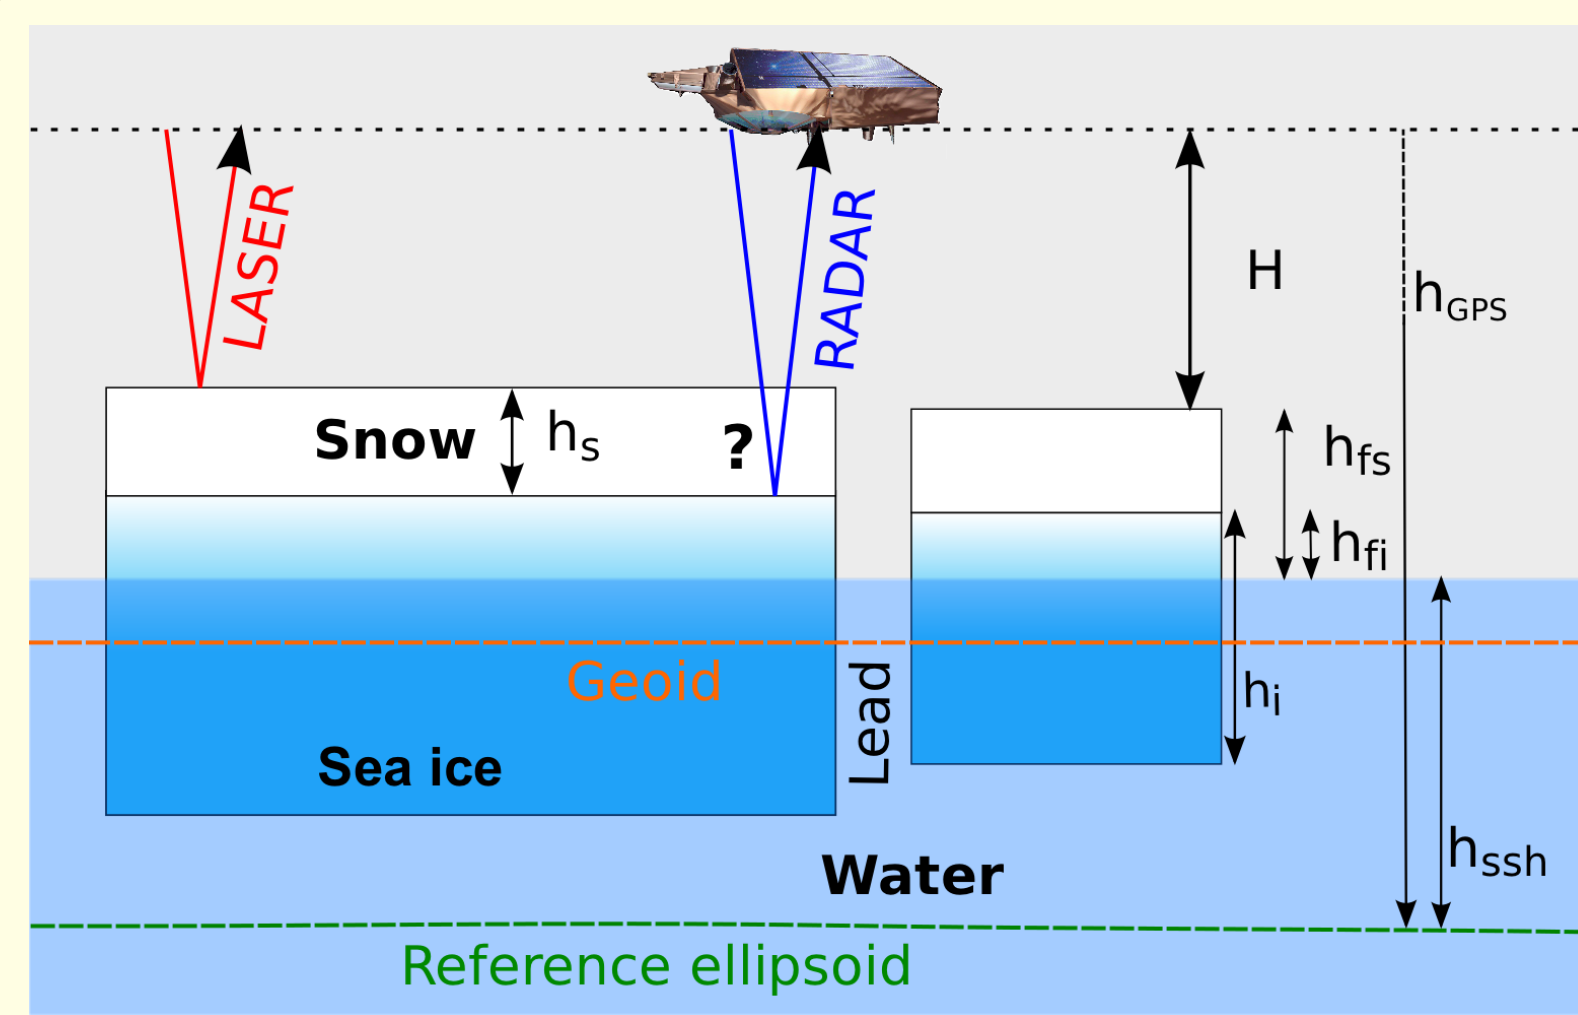 LASER
RADAR
H
hGPS
Snow
hs
?
hfs
hfi
Geoid
Lead
hi
Sea ice
Water
hssh
Reference ellipsoid